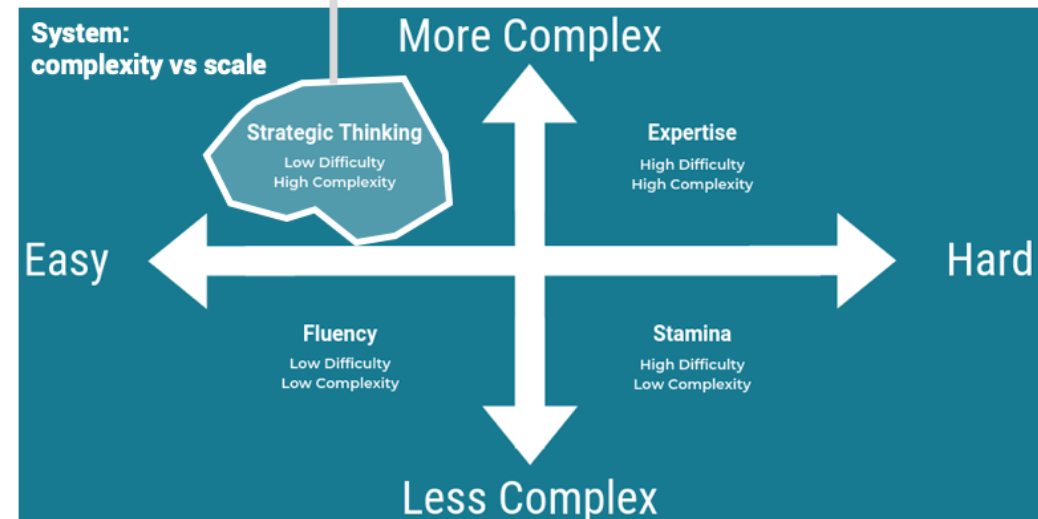 System:
complexity vs scale
More Complex
Strategic Thinking
Low Difficulty
High Complexity
Expertise
High Difficulty
High Complexity
Easy
Hard
Fluency
Low Difficulty
Low Complexity
Stamina
High Difficulty
Low Complexity
Less Complex